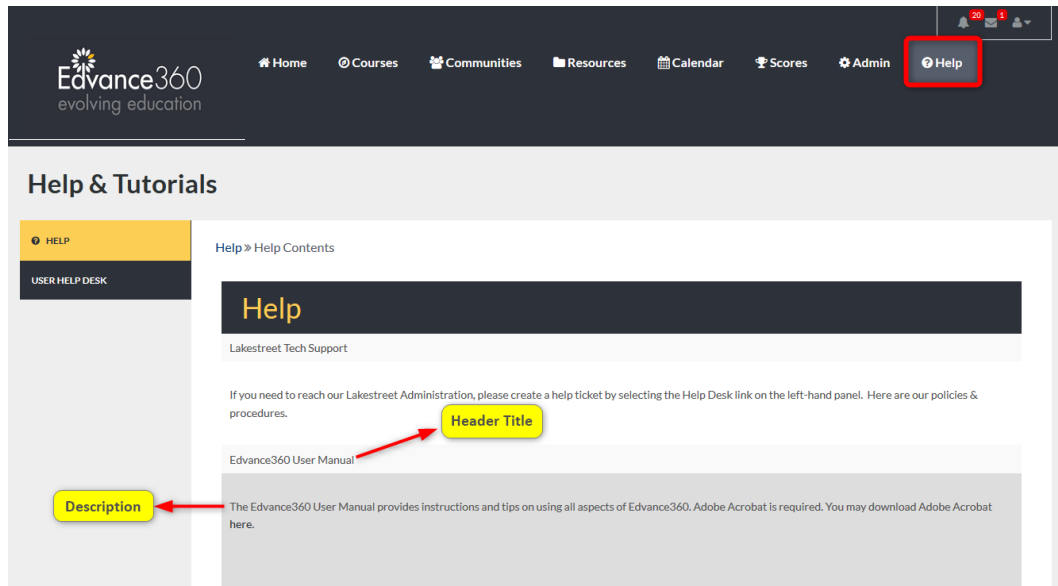 20 1
Edvance360
evolving education
Home Courses Communities Resources Calendar Scores Admin Help
Help & Tutorials
HELP
USER HELP DESK
Help » Help Contents
Help
Lakestreet Tech Support
If you need to reach our Lakestreet Administration, please create a help ticket by selecting the Help Desk link on the left-hand panel. Here are our policies &
procedures.
Header Title
Edvance360 User Manual
Description
The Edvance360 User Manual provides instructions and tips on using all aspects of Edvance360. Adobe Acrobat is required. You may download Adobe Acrobat
here.